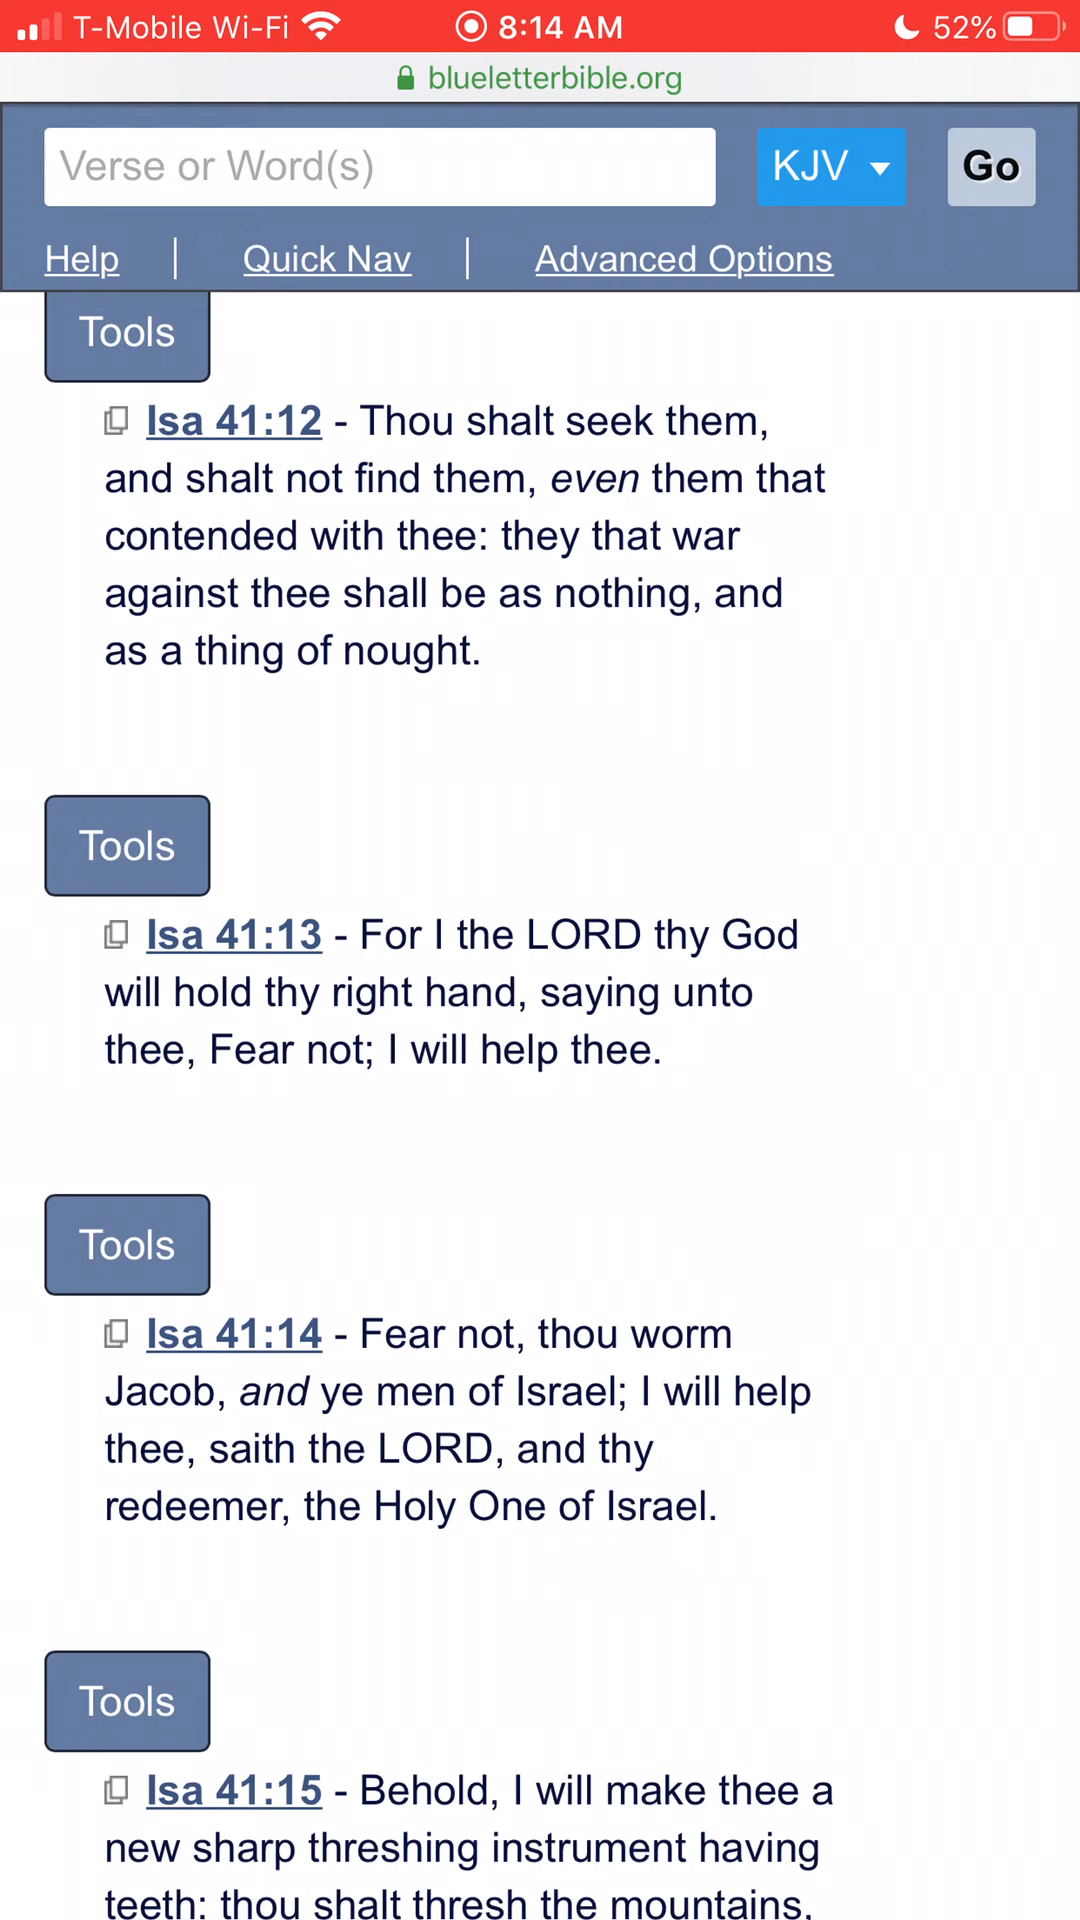 T-Mobile Wi-Fi 8:14 AM 52%
blueletterbible.org
Verse or Word(s) KJV Go
Help | Quick Nav | Advanced Options
Tools
Isa 41:12 - Thou shalt seek them,
and shalt not find them, even them that
contended with thee: they that war
against thee shall be as nothing, and
as a thing of nought.
Tools
Isa 41:13 - For I the LORD thy God
will hold thy right hand, saying unto
thee, Fear not; I will help thee.
Tools
Isa 41:14 - Fear not, thou worm
Jacob, and ye men of Israel; I will help
thee, saith the LORD, and thy
redeemer, the Holy One of Israel.
Tools
Isa 41:15 - Behold, I will make thee a
new sharp threshing instrument having
teeth: thou shalt thresh the mountains,